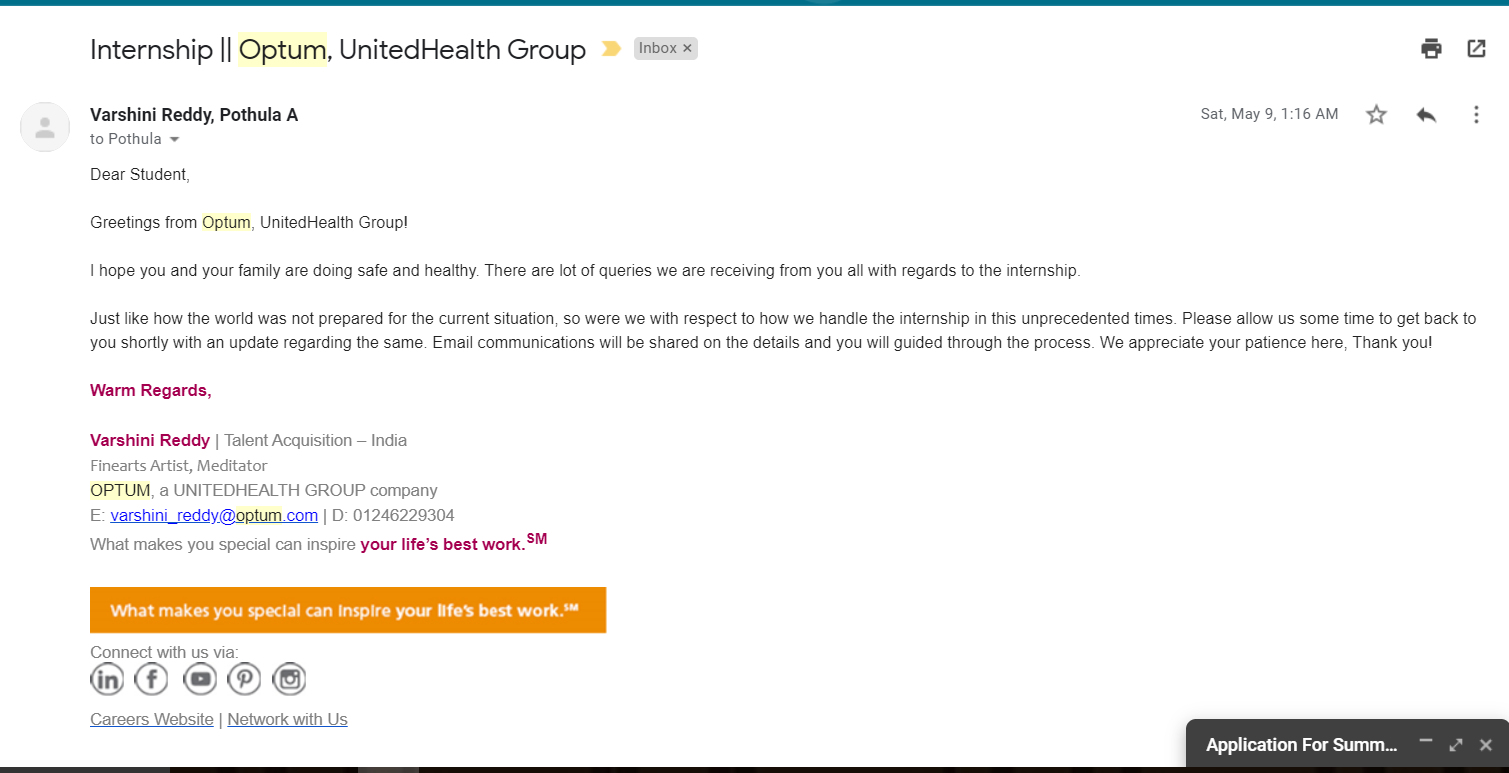 Internship || Optum, UnitedHealth Group Inbox ×
Varshini Reddy, Pothula A Sat, May 9, 1:16 AM
to Pothula
Dear Student,
Greetings from Optum, UnitedHealth Group!
I hope you and your family are doing safe and healthy. There are lot of queries we are receiving from you all with regards to the internship.
Just like how the world was not prepared for the current situation, so were we with respect to how we handle the internship in this unprecedented times. Please allow us some time to get back to
you shortly with an update regarding the same. Email communications will be shared on the details and you will guided through the process. We appreciate your patience here, Thank you!
Warm Regards,
Varshini Reddy | Talent Acquisition – India
Finearts Artist, Meditator
OPTUM, a UNITEDHEALTH GROUP company
E: varshini_reddy@optum.com | D: 01246229304
What makes you special can inspire your life’s best work.SM
What makes you special can inspire your life’s best work.SM
Connect with us via:
in f
Careers Website | Network with Us
Application For Summ...